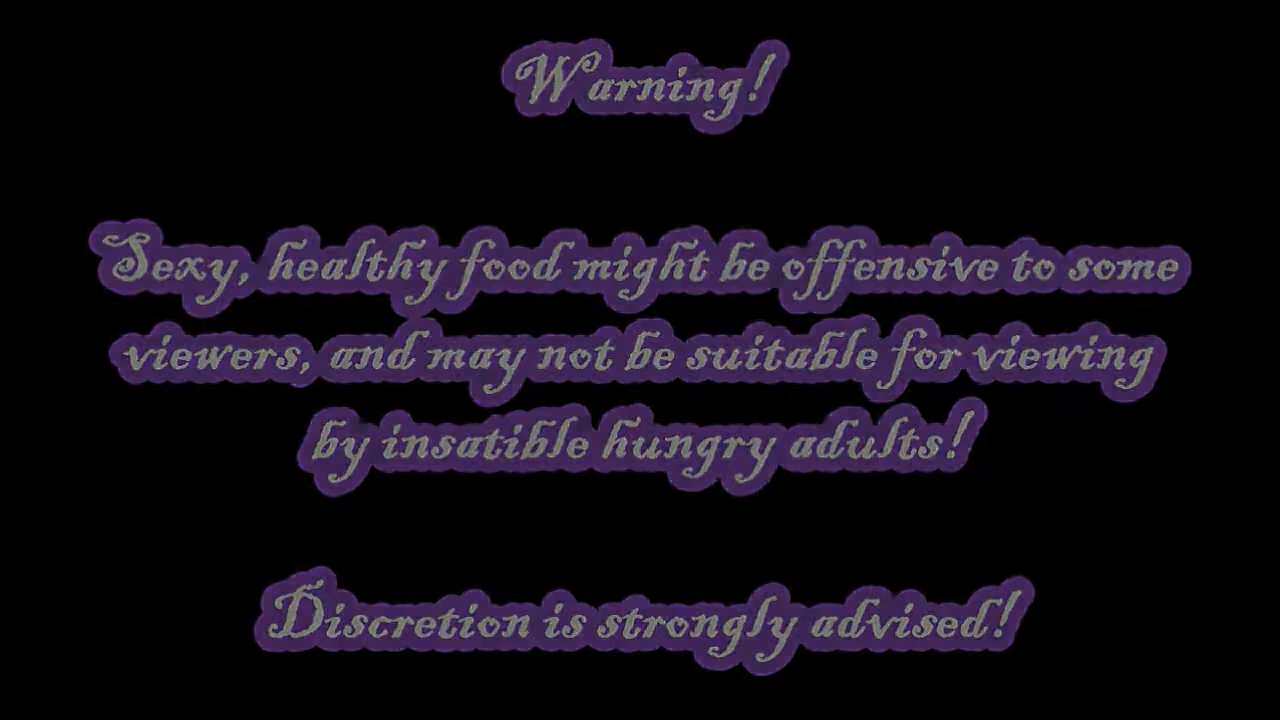 Warning!
Sexy, healthy food might be offensive to some
viewers, and may not be suitable for viewing
by insatible hungry adults!
Discretion is strongly advised!